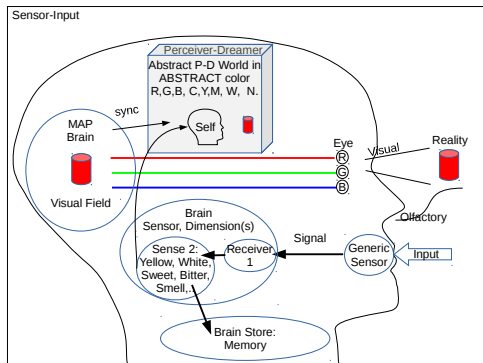 Sensor-Input
Perceiver-Dreamer
Abstract P-D World in
ABSTRACT color
R,G,B, C,Y,M, W, N.
sync
Self
MAP
Brain
Visual Field
Eye
R
G
B
Visual
Reality
Olfactory
Brain
Sensor, Dimension(s)
Sense 2:
Yellow, White,
Sweet, Bitter,
Smell,..
Receiver
1
Signal
Generic
Sensor
Input
Brain Store:
Memory